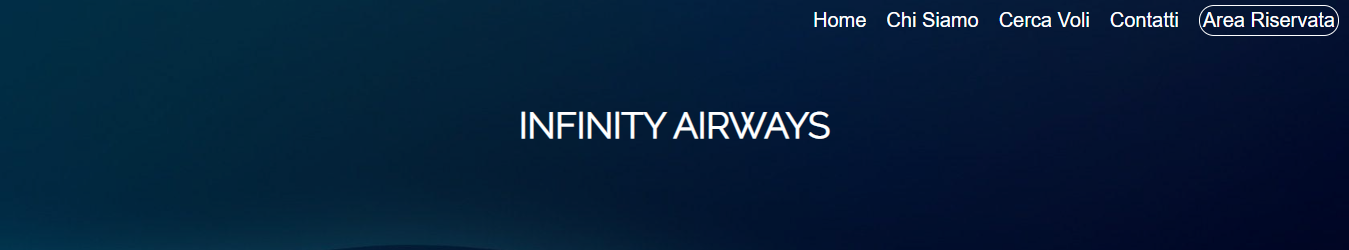 Home Chi Siamo Cerca Voli Contatti Area Riservata
INFINITY AIRWAYS